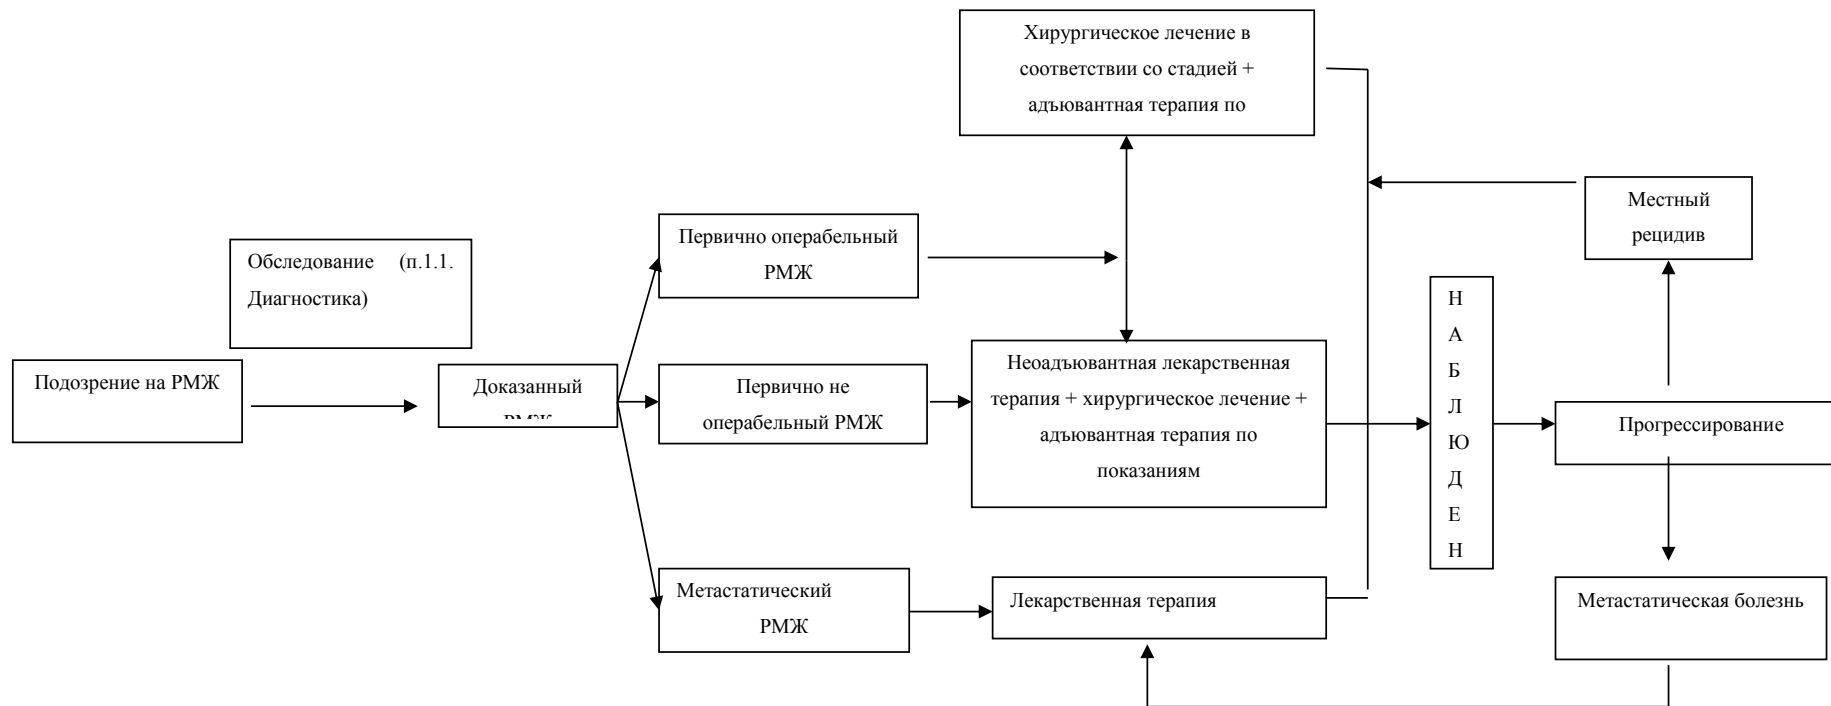 Хирургическое лечение в
соответствии со стадией +
адъювантная терапия по
Местный
рецидив
Первично операбельный
РМЖ
Обследование (п.1.1.
Диагностика)
Подозрение на РМЖ
Доказанный
РМЖ
Первично не
операбельный РМЖ
Неоадъювантная лекарственная
терапия + хирургическое лечение +
адъювантная терапия по
показаниям
Н
А
Б
Л
Ю
Д
Е
Н
Прогрессирование
Метастатический
РМЖ
Лекарственная терапия
Метастатическая болезнь